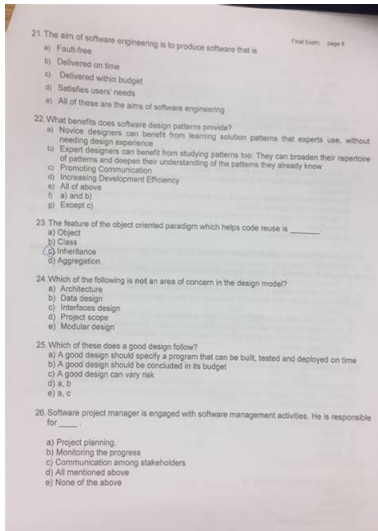 Final Exam, page 6
21. The aim of software engineering is to produce software that is
a) Fault-free
b) Delivered on time
c) Delivered within budget
d) Satisfies users' needs
e) All of these are the aims of software engineering
22. What benefits does software design patterns provide?
a) Novice designers can benefit from learning solution patterns that experts use, without
needing design experience
b) Expert designers can benefit from studying patterns too: They can broaden their repertoire
of patterns and deepen their understanding of the patterns they already know
c) Promoting Communication
d) Increasing Development Efficiency
e) All of above
f) a) and b)
g) Except c)
23. The feature of the object oriented paradigm which helps code reuse is ______.
a) Object
b) Class
c) Inheritance
d) Aggregation.
24. Which of the following is not an area of concern in the design model?
a) Architecture
b) Data design
c) Interfaces design
d) Project scope
e) Modular design
25. Which of these does a good design follow?
a) A good design should specify a program that can be built, tested and deployed on time
b) A good design should be concluded in its budget
c) A good design can vary risk
d) a, b
e) a, c
26. Software project manager is engaged with software management activities. He is responsible
for ____ .
a) Project planning.
b) Monitoring the progress
c) Communication among stakeholders
d) All mentioned above
e) None of the above